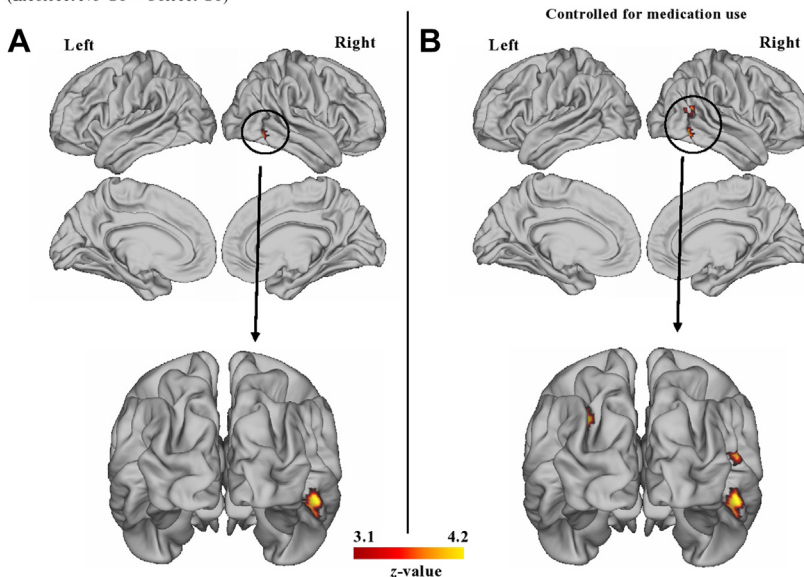 Controlled for medication use
A Left Right B Left Right
3.1 4.2
z-value